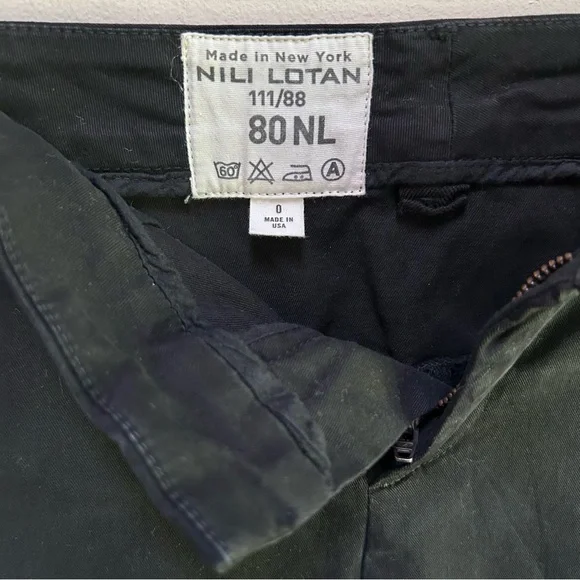 Made in New York
NILI LOTAN
111/88
80 NL
60 A
0
MADE IN
USA